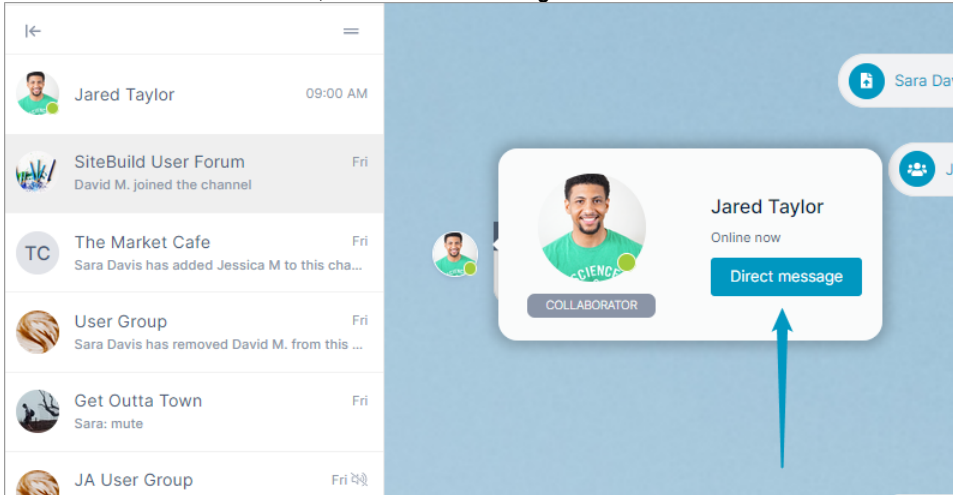 Jared Taylor 09:00 AM
SiteBuild User Forum Fri
David M. joined the channel
TC The Market Cafe Fri
Sara Davis has added Jessica M to this cha...
User Group Fri
Sara Davis has removed David M. from this ...
Get Outta Town Fri
Sara: mute
JA User Group Fri
Sara Da
J
Jared Taylor
Online now
Direct message
COLLABORATOR
SCIENCE